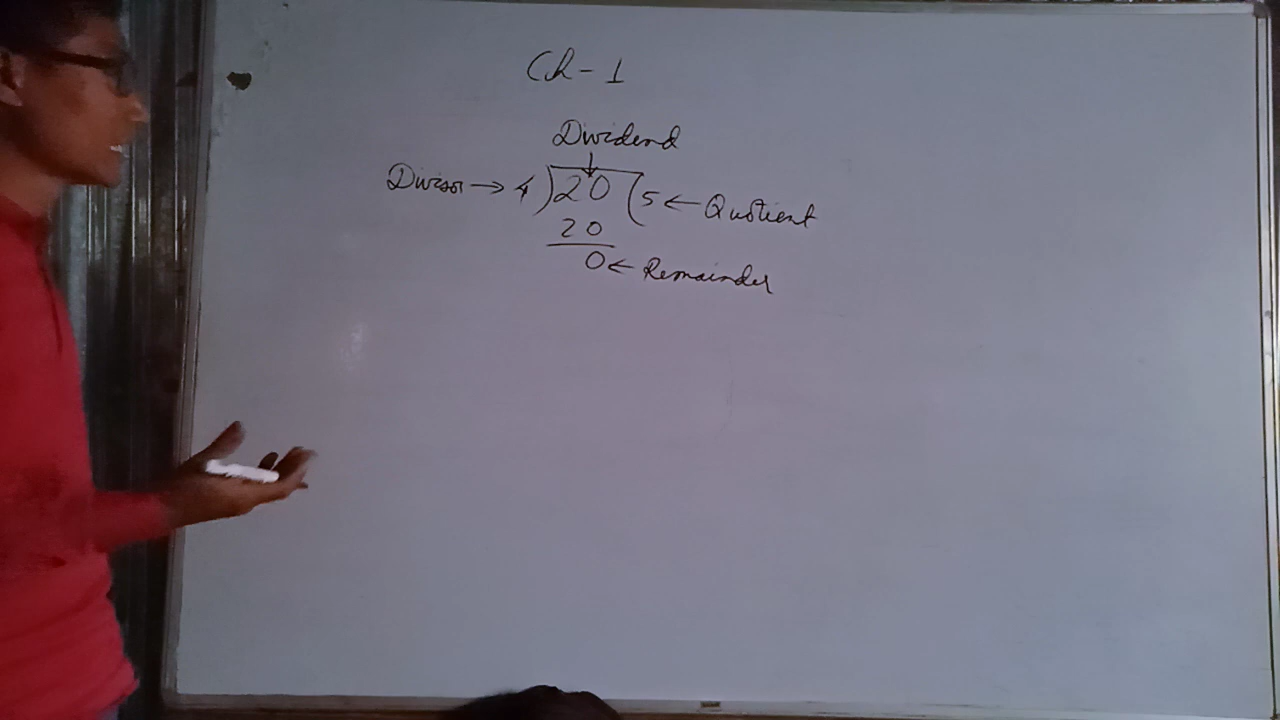 Ch-1
Dividend
↓
Divisor → 4)20(5 ← Quotient
20
0 ← Remainder